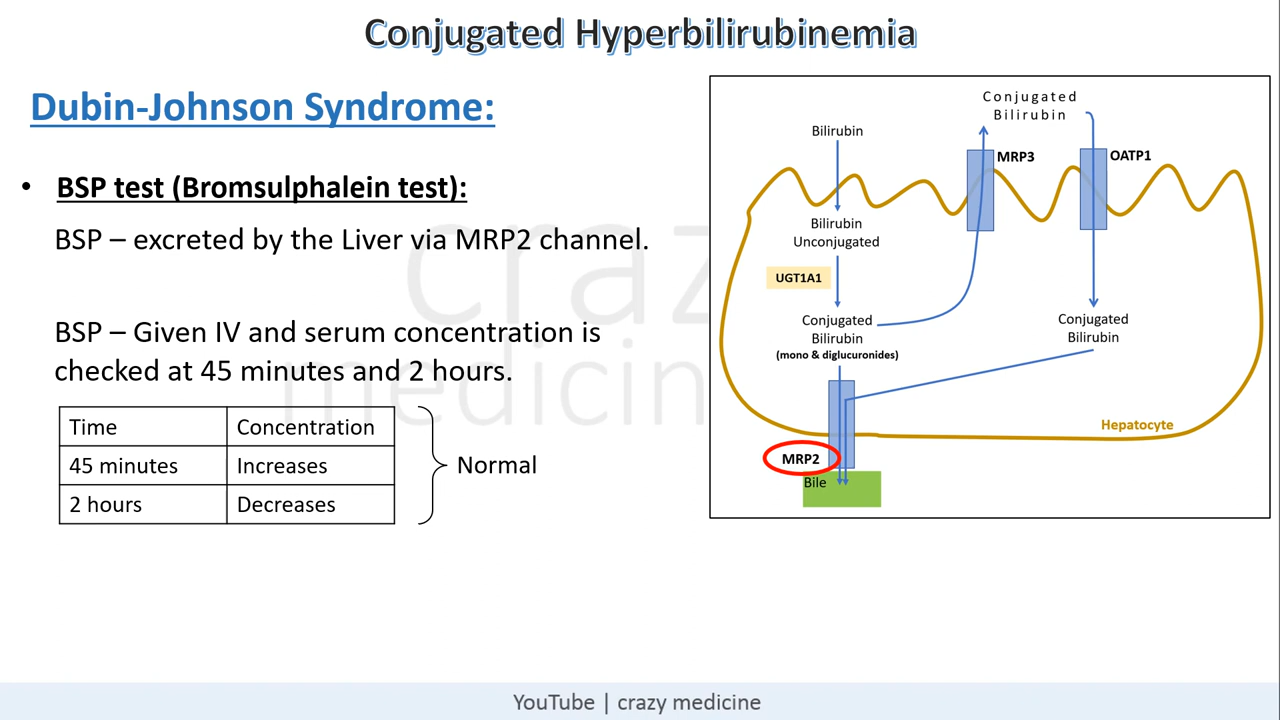 Conjugated Hyperbilirubinemia
Dubin-Johnson Syndrome:
• BSP test (Bromsulphalein test):
BSP – excreted by the Liver via MRP2 channel.
BSP – Given IV and serum concentration is
checked at 45 minutes and 2 hours.
Time Concentration
45 minutes Increases
2 hours Decreases
Normal
Conjugated
Bilirubin
Bilirubin
MRP3
OATP1
Bilirubin
Unconjugated
UGT1A1
Conjugated
Bilirubin
(mono & diglucuronides)
Conjugated
Bilirubin
Hepatocyte
MRP2
Bile
crazy
medicine
YouTube | crazy medicine